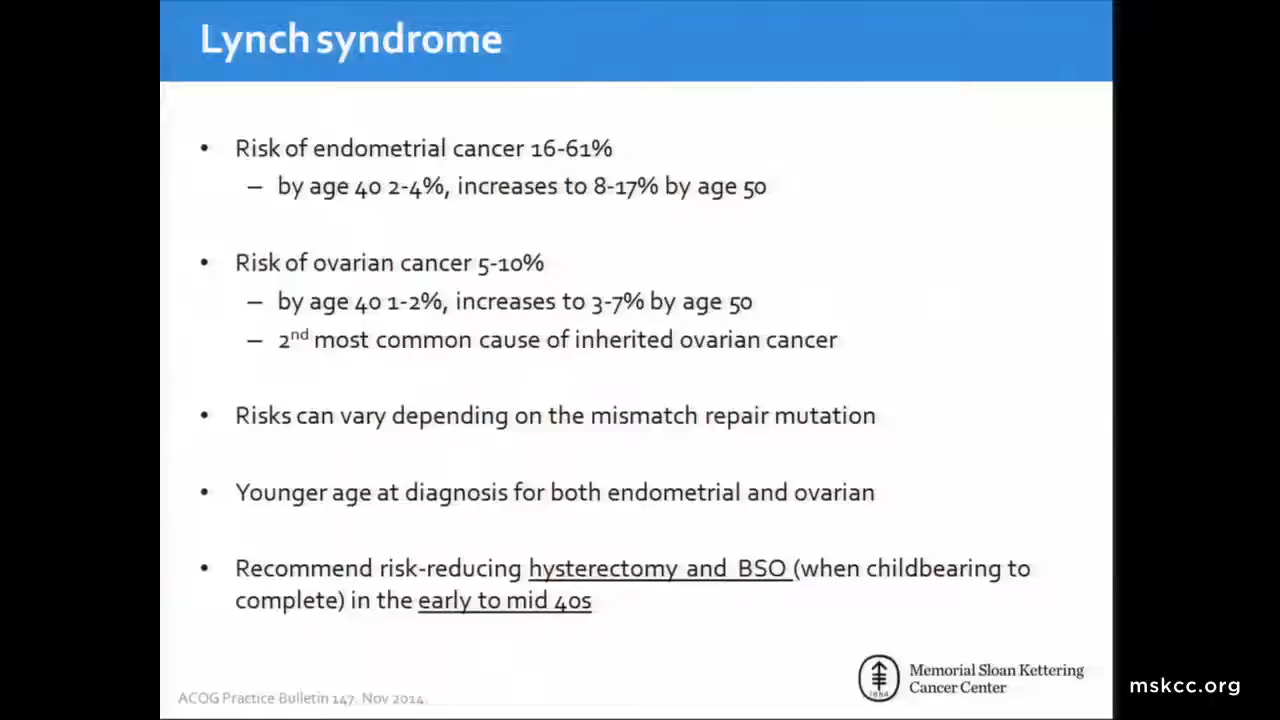 Lynch syndrome
• Risk of endometrial cancer 16-61%
– by age 40 2-4%, increases to 8-17% by age 50
• Risk of ovarian cancer 5-10%
– by age 40 1-2%, increases to 3-7% by age 50
– 2nd most common cause of inherited ovarian cancer
• Risks can vary depending on the mismatch repair mutation
• Younger age at diagnosis for both endometrial and ovarian
• Recommend risk-reducing hysterectomy and BSO (when childbearing to
complete) in the early to mid 40s
1884
Memorial Sloan Kettering
Cancer Center
mskcc.org
ACOG Practice Bulletin 147. Nov 2014.